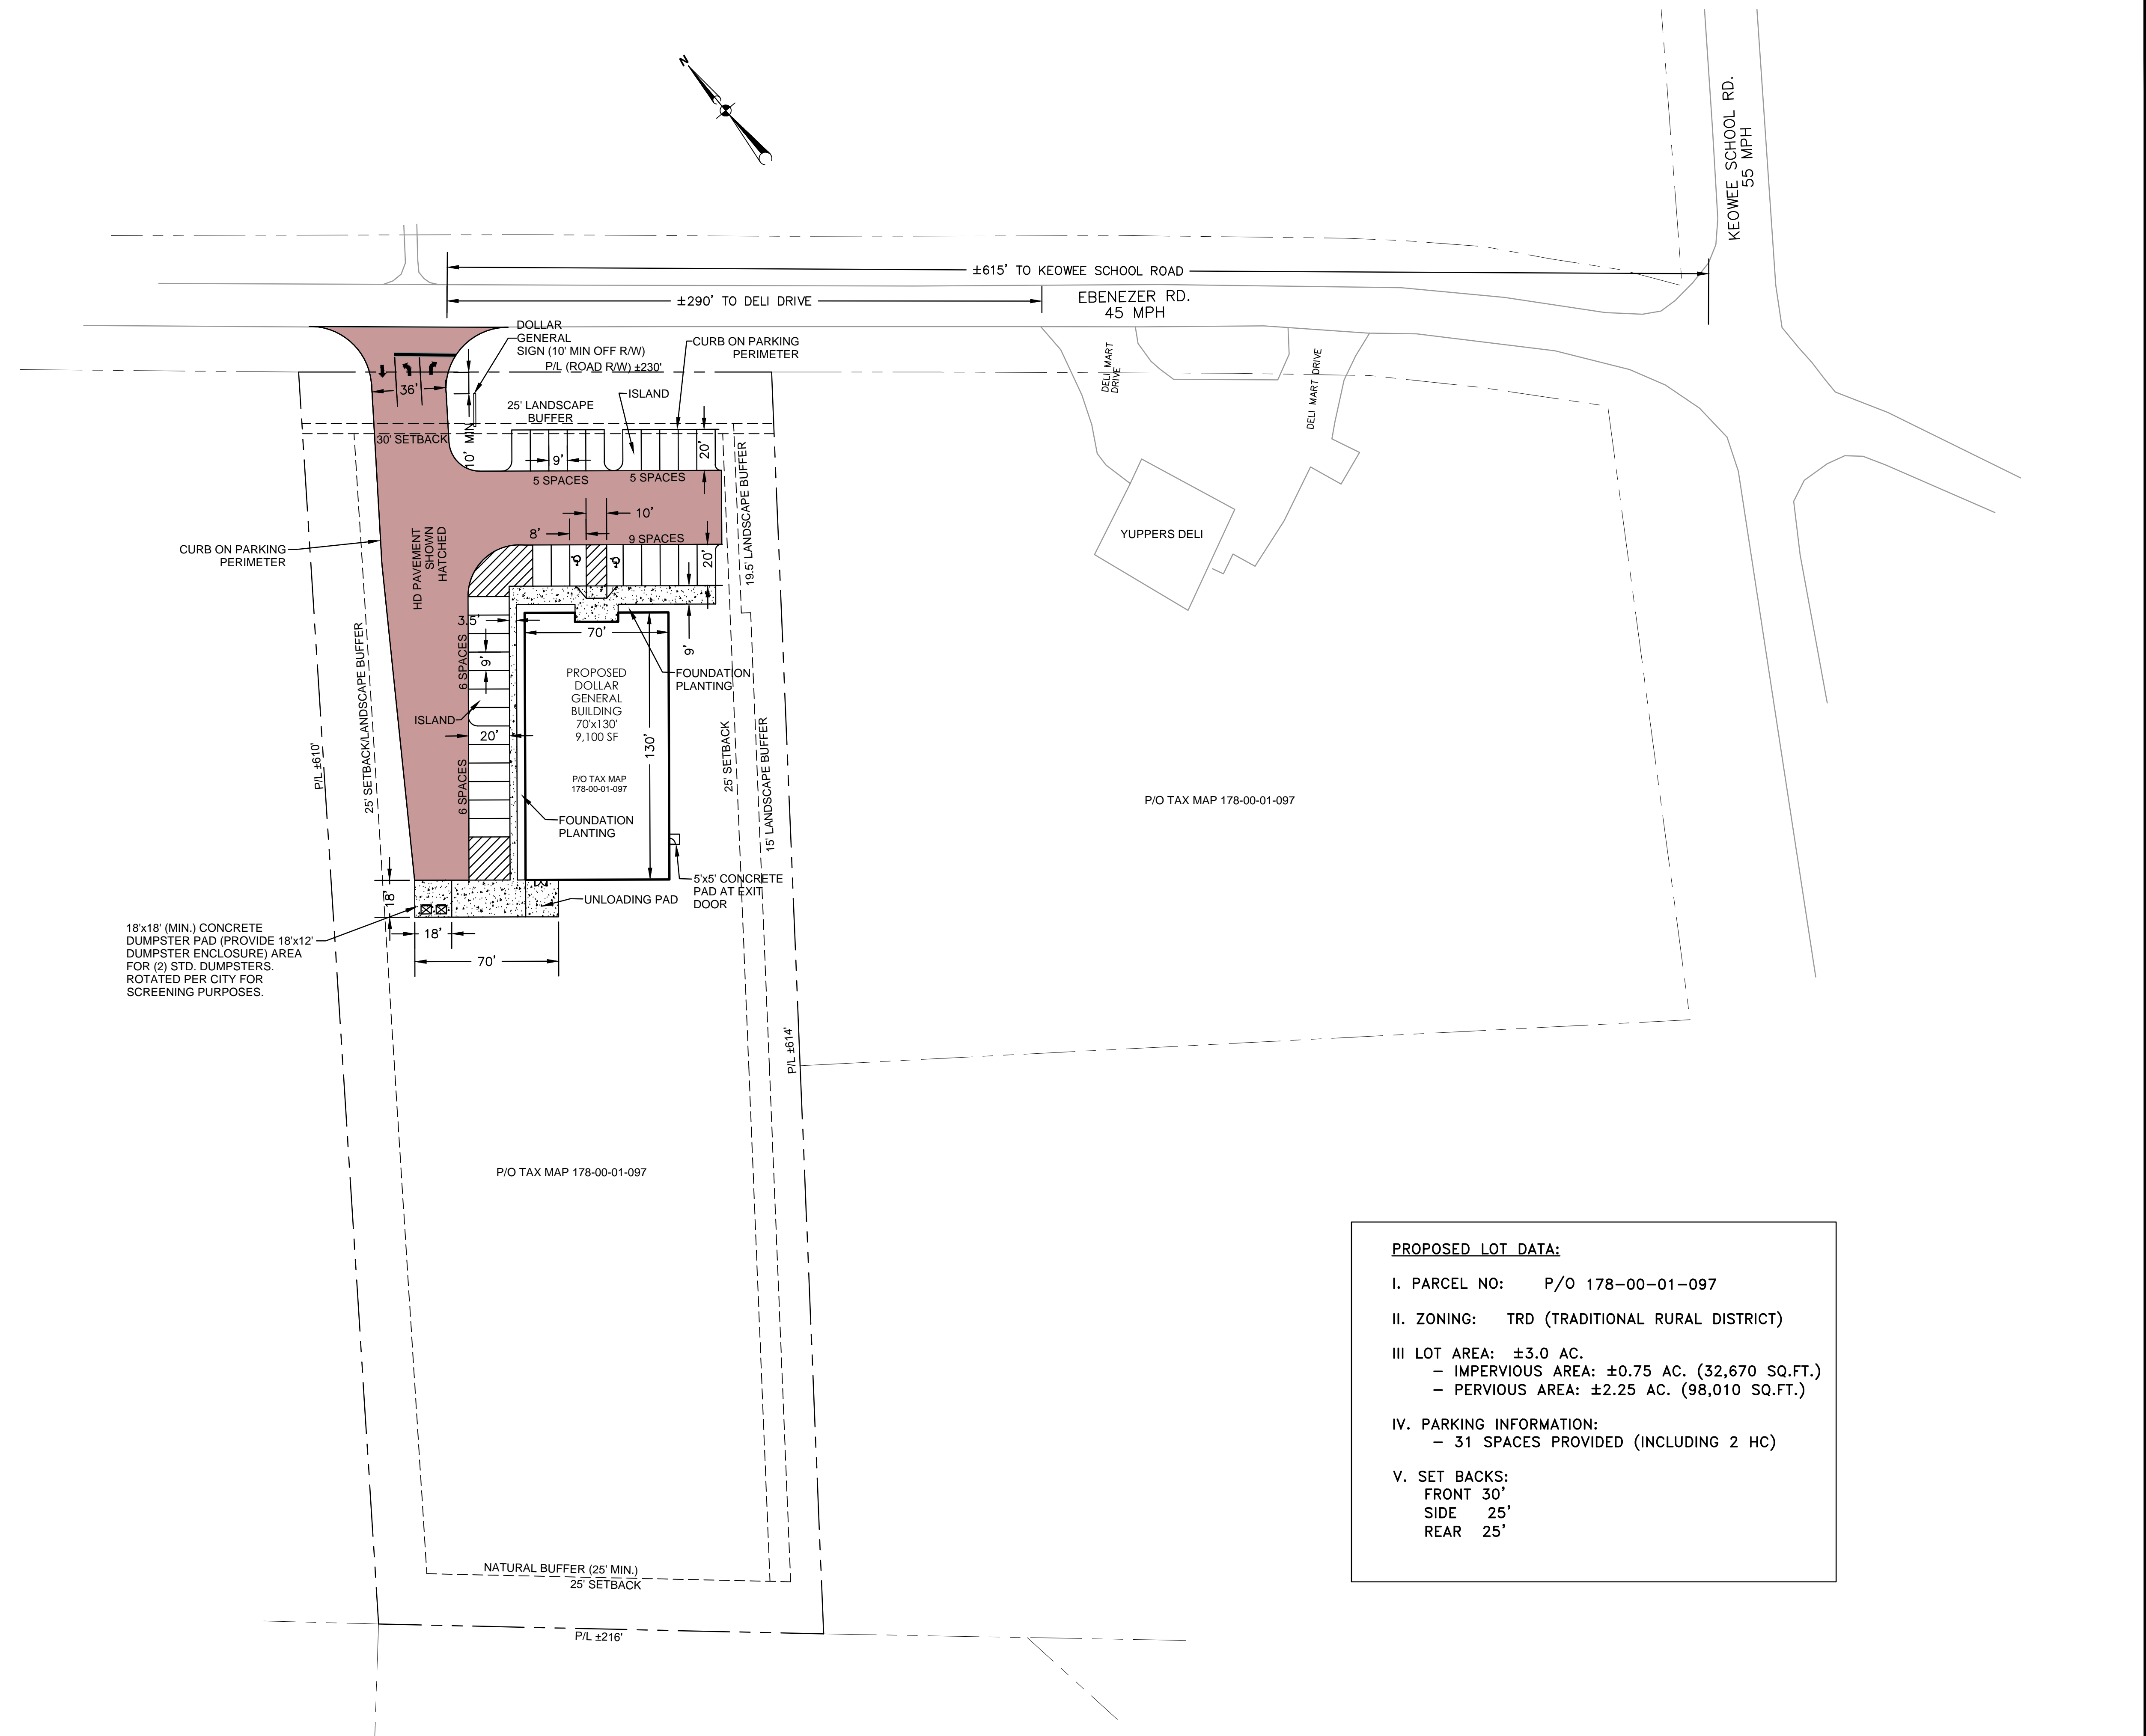 N
KEOWEE SCHOOL RD.
55 MPH
±615' TO KEOWEE SCHOOL ROAD
±290' TO DELI DRIVE
EBENEZER RD.
45 MPH
DOLLAR
GENERAL
SIGN (10' MIN OFF R/W)
P/L (ROAD R/W) ±230'
CURB ON PARKING
PERIMETER
36'
25' LANDSCAPE
BUFFER
ISLAND
30' SETBACK
10' MIN.
9'
20'
5 SPACES
5 SPACES
10'
8'
9 SPACES
20'
19.5' LANDSCAPE BUFFER
DELI MART
DRIVE
DELI MART DRIVE
YUPPERS DELI
CURB ON PARKING
PERIMETER
HD PAVEMENT
SHOWN
HATCHED
3.5'
70'
9'
6 SPACES
9'
FOUNDATION
PLANTING
PROPOSED
DOLLAR
GENERAL
BUILDING
70'x130'
9,100 SF
130'
P/O TAX MAP
178-00-01-097
ISLAND
20'
P/L ±610'
25' SETBACK/LANDSCAPE BUFFER
25' SETBACK
15' LANDSCAPE BUFFER
6 SPACES
FOUNDATION
PLANTING
P/O TAX MAP 178-00-01-097
5'x5' CONCRETE
PAD AT EXIT
DOOR
UNLOADING PAD
18'
18'
70'
18'x18' (MIN.) CONCRETE
DUMPSTER PAD (PROVIDE 18'x12'
DUMPSTER ENCLOSURE) AREA
FOR (2) STD. DUMPSTERS.
ROTATED PER CITY FOR
SCREENING PURPOSES.
P/L ±614'
P/O TAX MAP 178-00-01-097
NATURAL BUFFER (25' MIN.)
25' SETBACK
P/L ±216'
PROPOSED LOT DATA:
I. PARCEL NO: P/O 178-00-01-097
II. ZONING: TRD (TRADITIONAL RURAL DISTRICT)
III LOT AREA: ±3.0 AC.
- IMPERVIOUS AREA: ±0.75 AC. (32,670 SQ.FT.)
- PERVIOUS AREA: ±2.25 AC. (98,010 SQ.FT.)
IV. PARKING INFORMATION:
- 31 SPACES PROVIDED (INCLUDING 2 HC)
V. SET BACKS:
FRONT 30'
SIDE 25'
REAR 25'